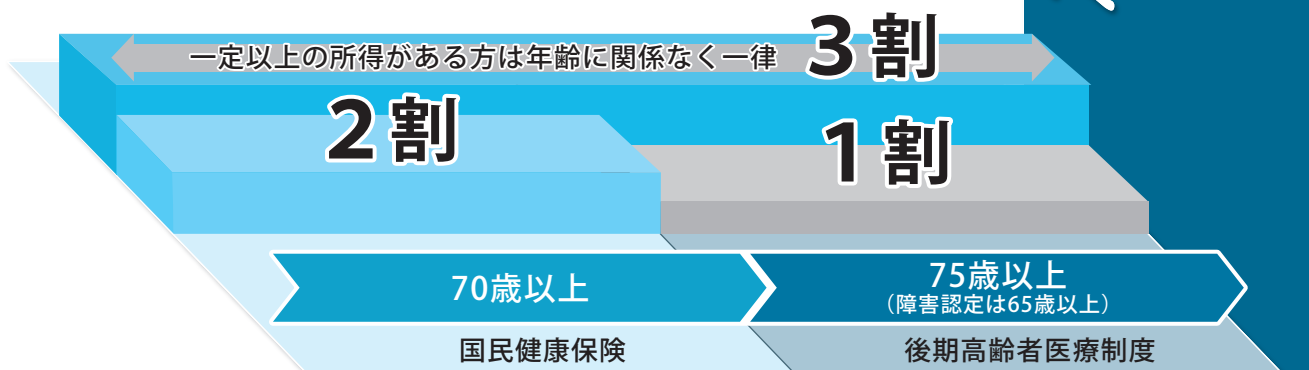 一定以上の所得がある方は年齢に関係なく一律 3割
2割
1割
70歳以上
75歳以上
（障害認定は65歳以上）
国民健康保険
後期高齢者医療制度